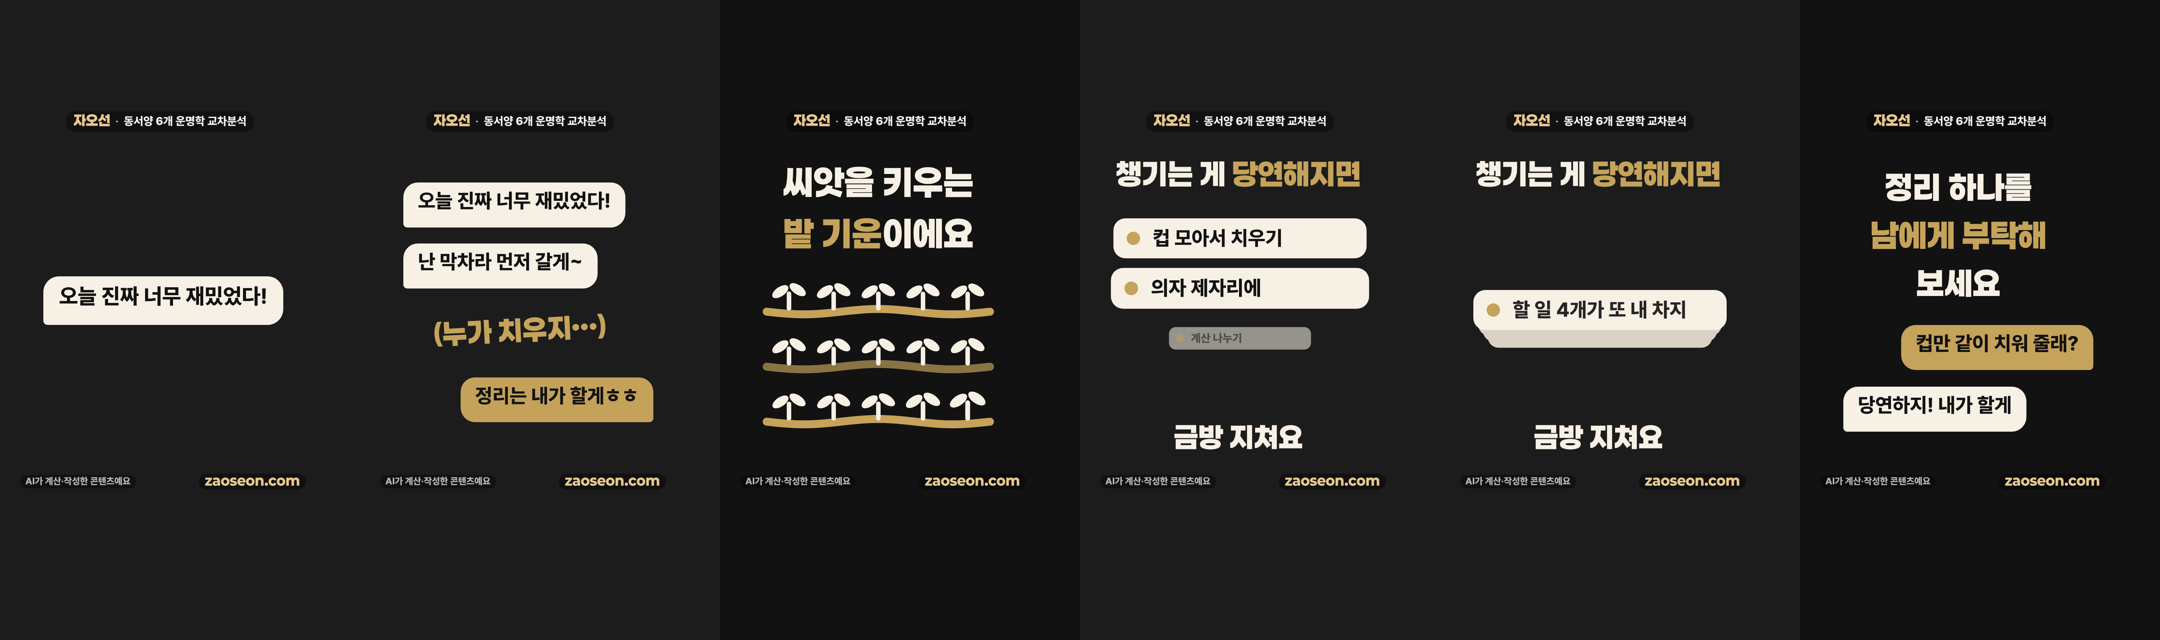 자오선 · 동서양 6개 운명학 교차분석
오늘 진짜 너무 재밌었다!
AI가 계산·작성한 콘텐츠예요
zaoseon.com
자오선 · 동서양 6개 운명학 교차분석
오늘 진짜 너무 재밌었다!
난 막차라 먼저 갈게~
(누가 치우지···)
정리는 내가 할게ㅎㅎ
AI가 계산·작성한 콘텐츠예요
zaoseon.com
자오선 · 동서양 6개 운명학 교차분석
씨앗을 키우는
밭 기운이에요
AI가 계산·작성한 콘텐츠예요
zaoseon.com
자오선 · 동서양 6개 운명학 교차분석
챙기는 게 당연해지면
컵 모아서 치우기
의자 제자리에
계산 나누기
금방 지쳐요
AI가 계산·작성한 콘텐츠예요
zaoseon.com
자오선 · 동서양 6개 운명학 교차분석
챙기는 게 당연해지면
할 일 4개가 또 내 차지
금방 지쳐요
AI가 계산·작성한 콘텐츠예요
zaoseon.com
자오선 · 동서양 6개 운명학 교차분석
정리 하나를
남에게 부탁해
보세요
컵만 같이 치워 줄래?
당연하지! 내가 할게
AI가 계산·작성한 콘텐츠예요
zaoseon.com